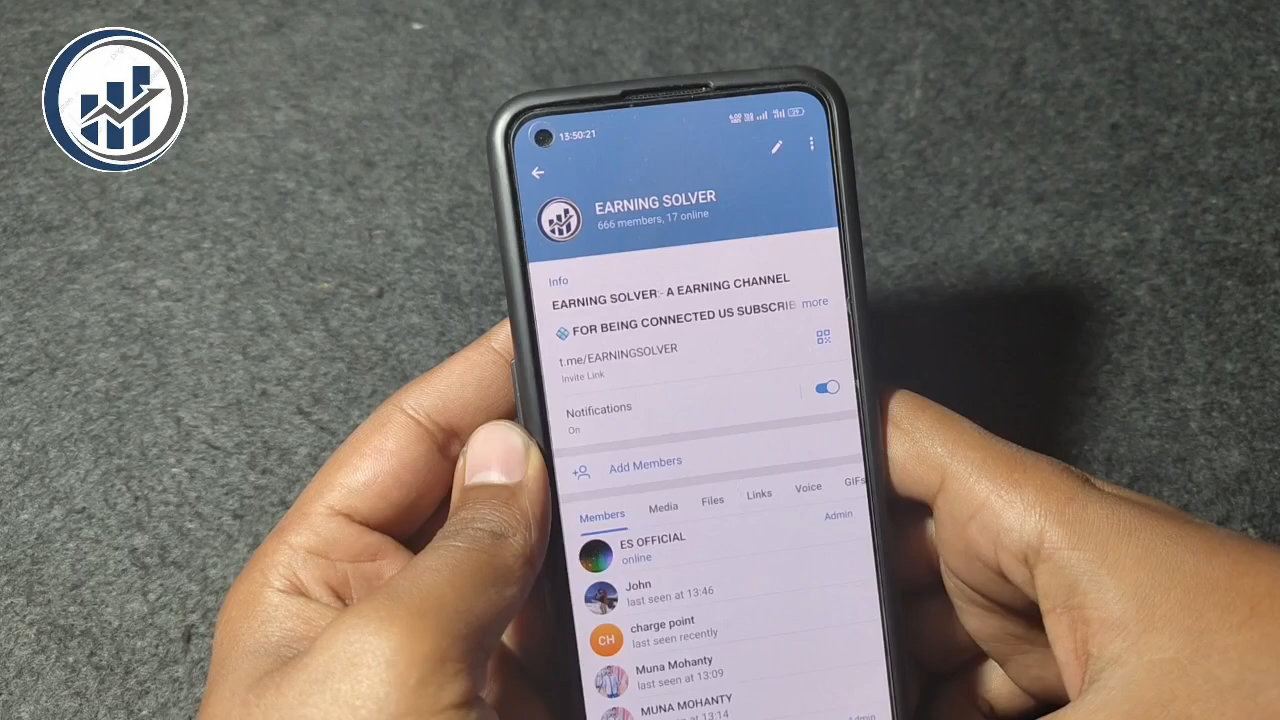 13:50:21
29
EARNING SOLVER
666 members, 17 online
Info
EARNING SOLVER:- A EARNING CHANNEL
FOR BEING CONNECTED US SUBSCRIB more
t.me/EARNINGSOLVER
Invite Link
Notifications
On
Add Members
Members Media Files Links Voice GIFs
ES OFFICIAL Admin
online
John
last seen at 13:46
CH charge point
last seen recently
Muna Mohanty
last seen at 13:09
MUNA MOHANTY
last seen at 13:14 Admin